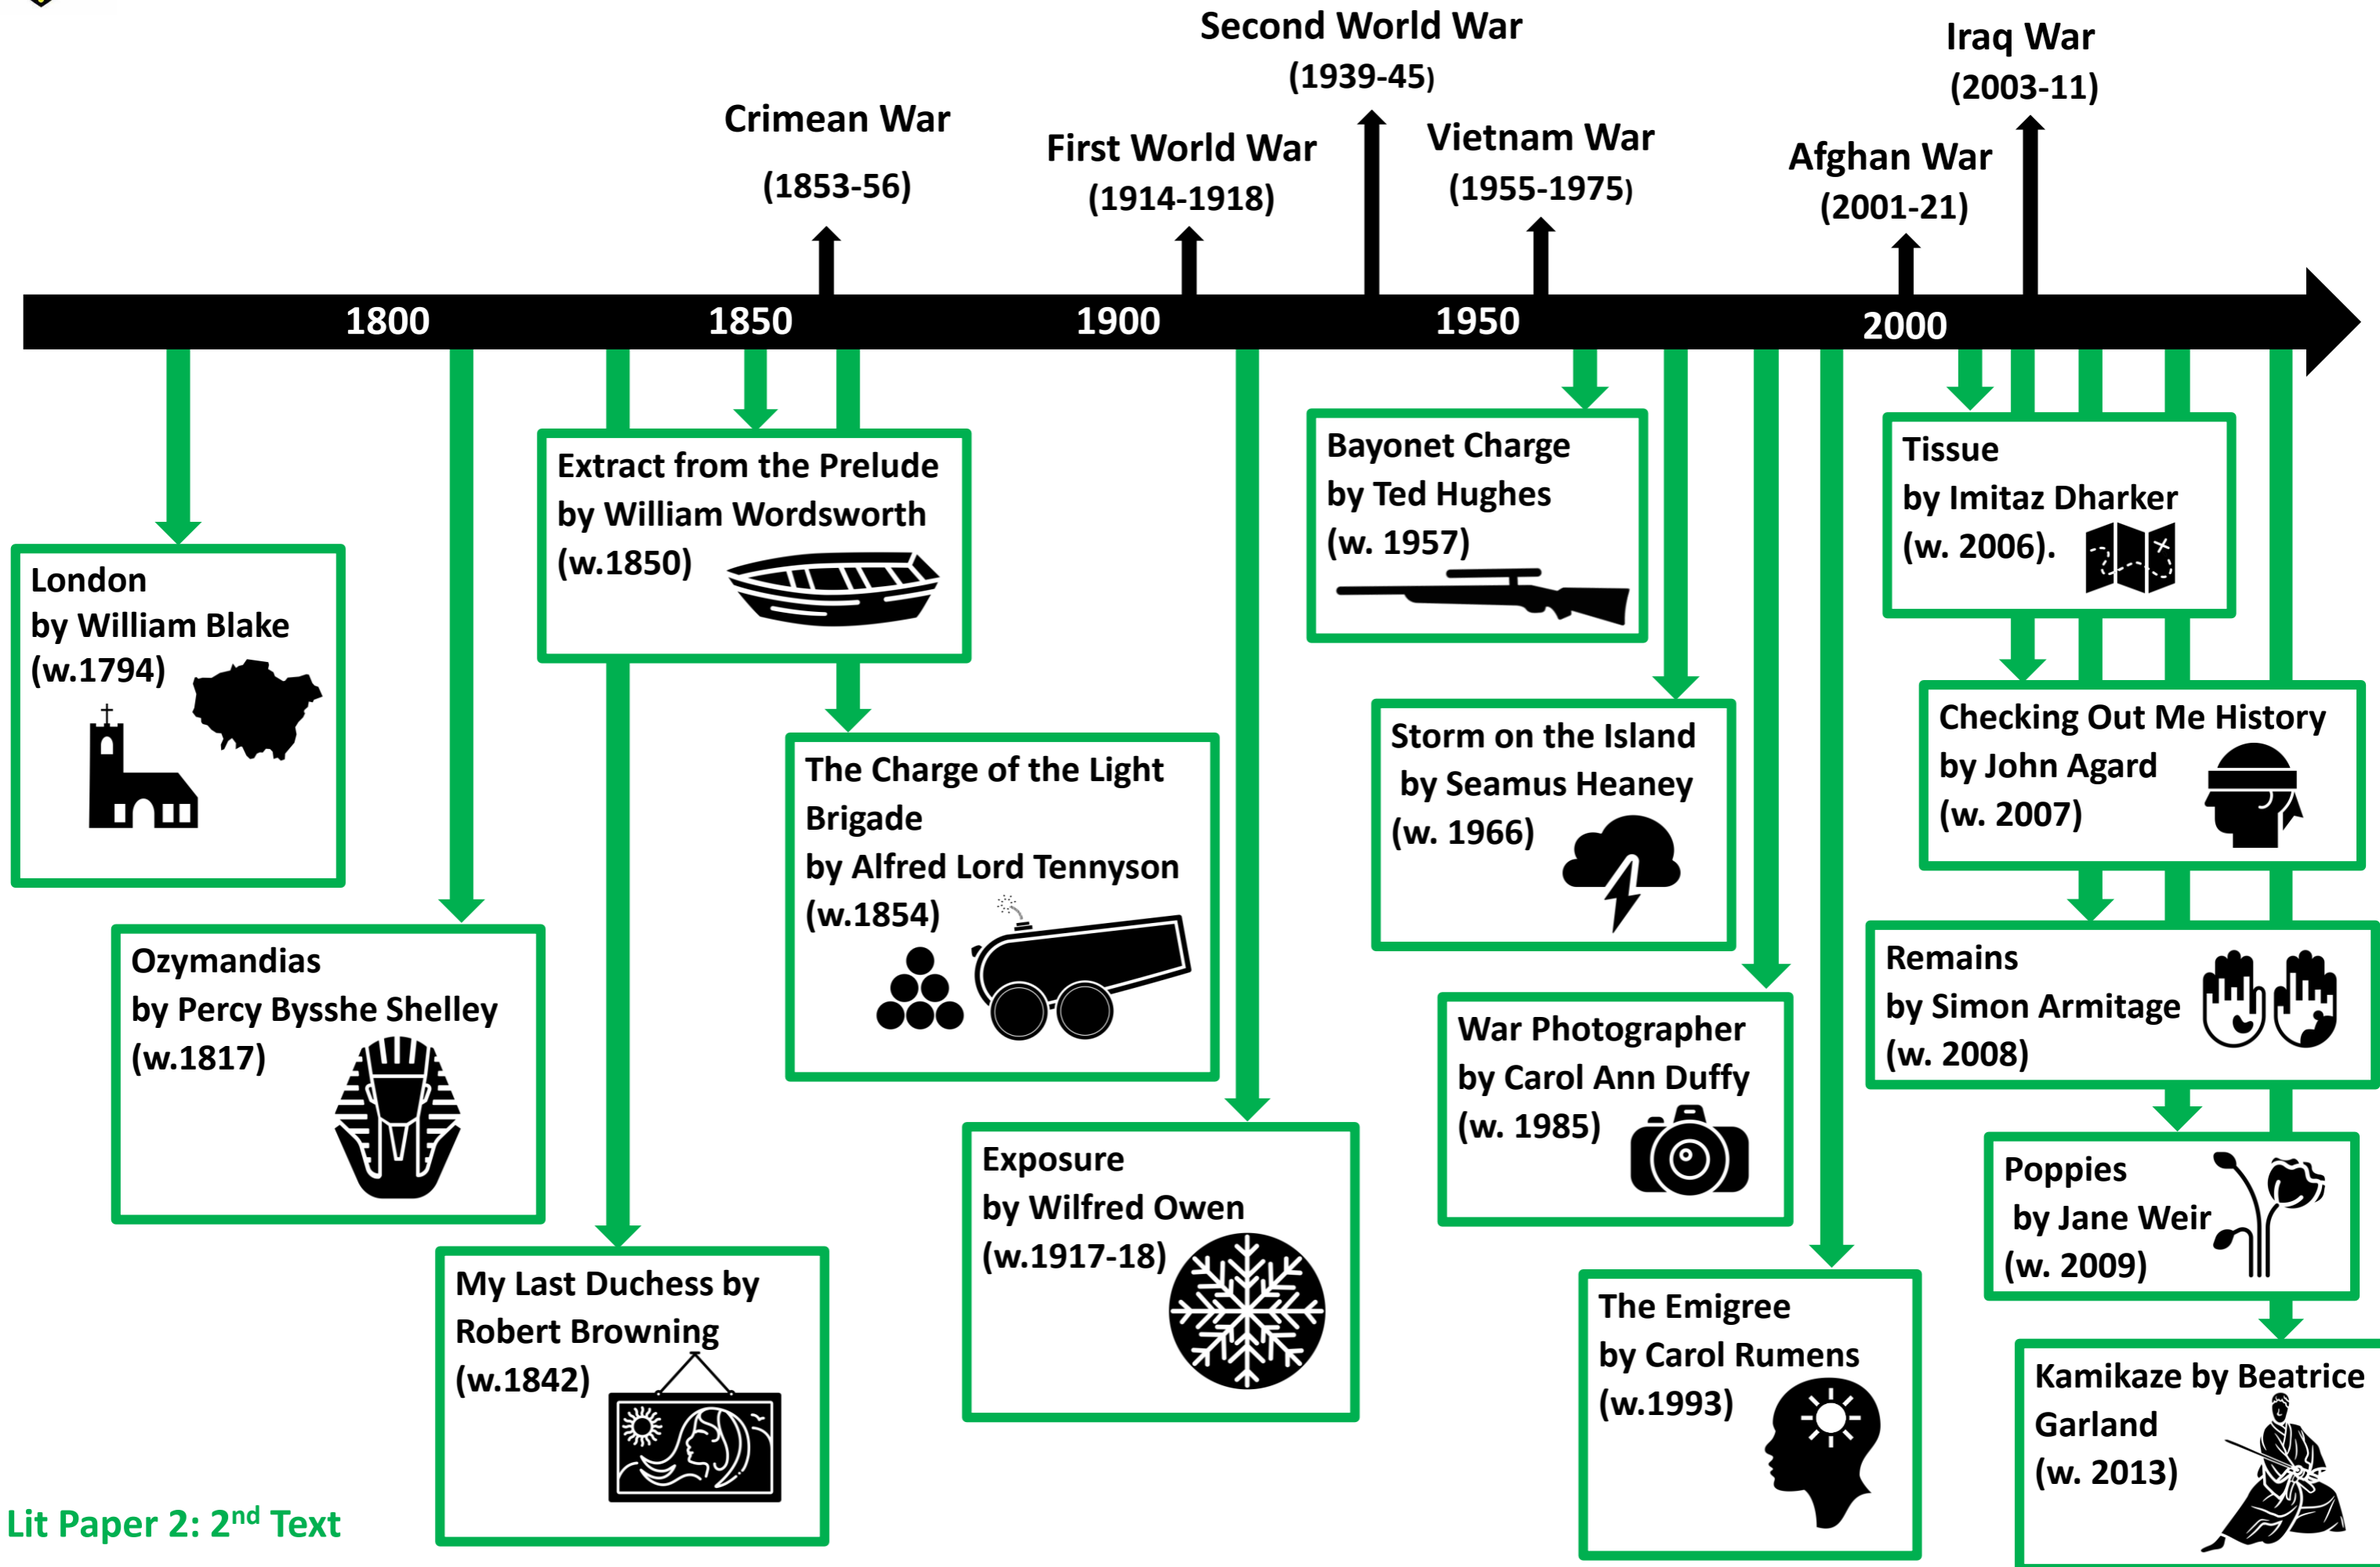 Second World War
(1939-45)
Iraq War
(2003-11)
Crimean War
(1853-56)
First World War
(1914-1918)
Vietnam War
(1955-1975)
Afghan War
(2001-21)
1800
1850
1900
1950
2000
London
by William Blake
(w.1794)
Ozymandias
by Percy Bysshe Shelley
(w.1817)
Extract from the Prelude
by William Wordsworth
(w.1850)
My Last Duchess by
Robert Browning
(w.1842)
The Charge of the Light
Brigade
by Alfred Lord Tennyson
(w.1854)
Exposure
by Wilfred Owen
(w.1917-18)
Bayonet Charge
by Ted Hughes
(w. 1957)
Storm on the Island
by Seamus Heaney
(w. 1966)
War Photographer
by Carol Ann Duffy
(w. 1985)
The Emigree
by Carol Rumens
(w.1993)
Tissue
by Imitaz Dharker
(w. 2006).
Checking Out Me History
by John Agard
(w. 2007)
Remains
by Simon Armitage
(w. 2008)
Poppies
by Jane Weir
(w. 2009)
Kamikaze by Beatrice
Garland
(w. 2013)
Lit Paper 2: 2nd Text